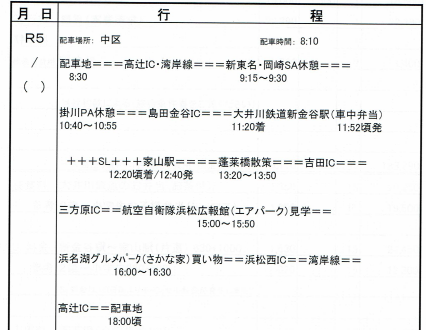 月 日 行 程
R5 配車場所: 中区 配車時間: 8:10
/ 配車地===高辻IC・湾岸線===新東名・岡崎SA休憩===
8:30 9:15～9:30
( )
掛川PA休憩===島田金谷IC===大井川鉄道新金谷駅(車中弁当)
10:40～10:55 11:20着 11:52頃発
+++SL+++家山駅====蓬莱橋散策===吉田IC===
12:20頃着/12:40発 13:20～13:50
三方原IC==航空自衛隊浜松広報館(エアパーク)見学==
15:00～15:50
浜名湖グルメパーク(さかな家)買い物==浜松西IC==湾岸線==
16:00～16:30
高辻IC==配車地
18:00頃